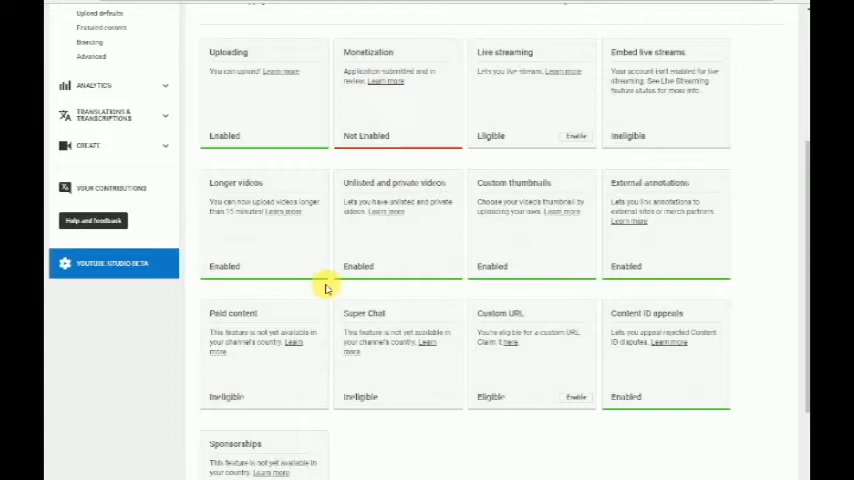 Upload defaults
Featured content
Branding
Advanced
ANALYTICS
TRANSLATIONS &
TRANSCRIPTIONS
CREATE
YOUR CONTRIBUTIONS
Help and feedback
YOUTUBE STUDIO BETA
Uploading
You can upload! Learn more
Enabled
Monetization
Application submitted and in
review. Learn more
Not Enabled
Live streaming
Lets you live stream. Learn more
Eligible
Enable
Embed live streams
Your account isn't enabled for live
streaming. See Live Streaming
feature status for more info.
Ineligible
Longer videos
You can now upload videos longer
than 15 minutes! Learn more
Enabled
Unlisted and private videos
Lets you have unlisted and private
videos. Learn more
Enabled
Custom thumbnails
Choose your videos thumbnail by
uploading your own. Learn more
Enabled
External annotations
Lets you link annotations to
external sites or merch partners.
Learn more
Enabled
Paid content
This feature is not yet available in
your channel's country. Learn
more
Ineligible
Super Chat
This feature is not yet available in
your channel's country. Learn
more
Ineligible
Custom URL
You're eligible for a custom URL.
Claim it here.
Eligible
Enable
Content ID appeals
Lets you appeal rejected Content
ID disputes. Learn more
Enabled
Sponsorships
This feature is not yet available in
your country. Learn more